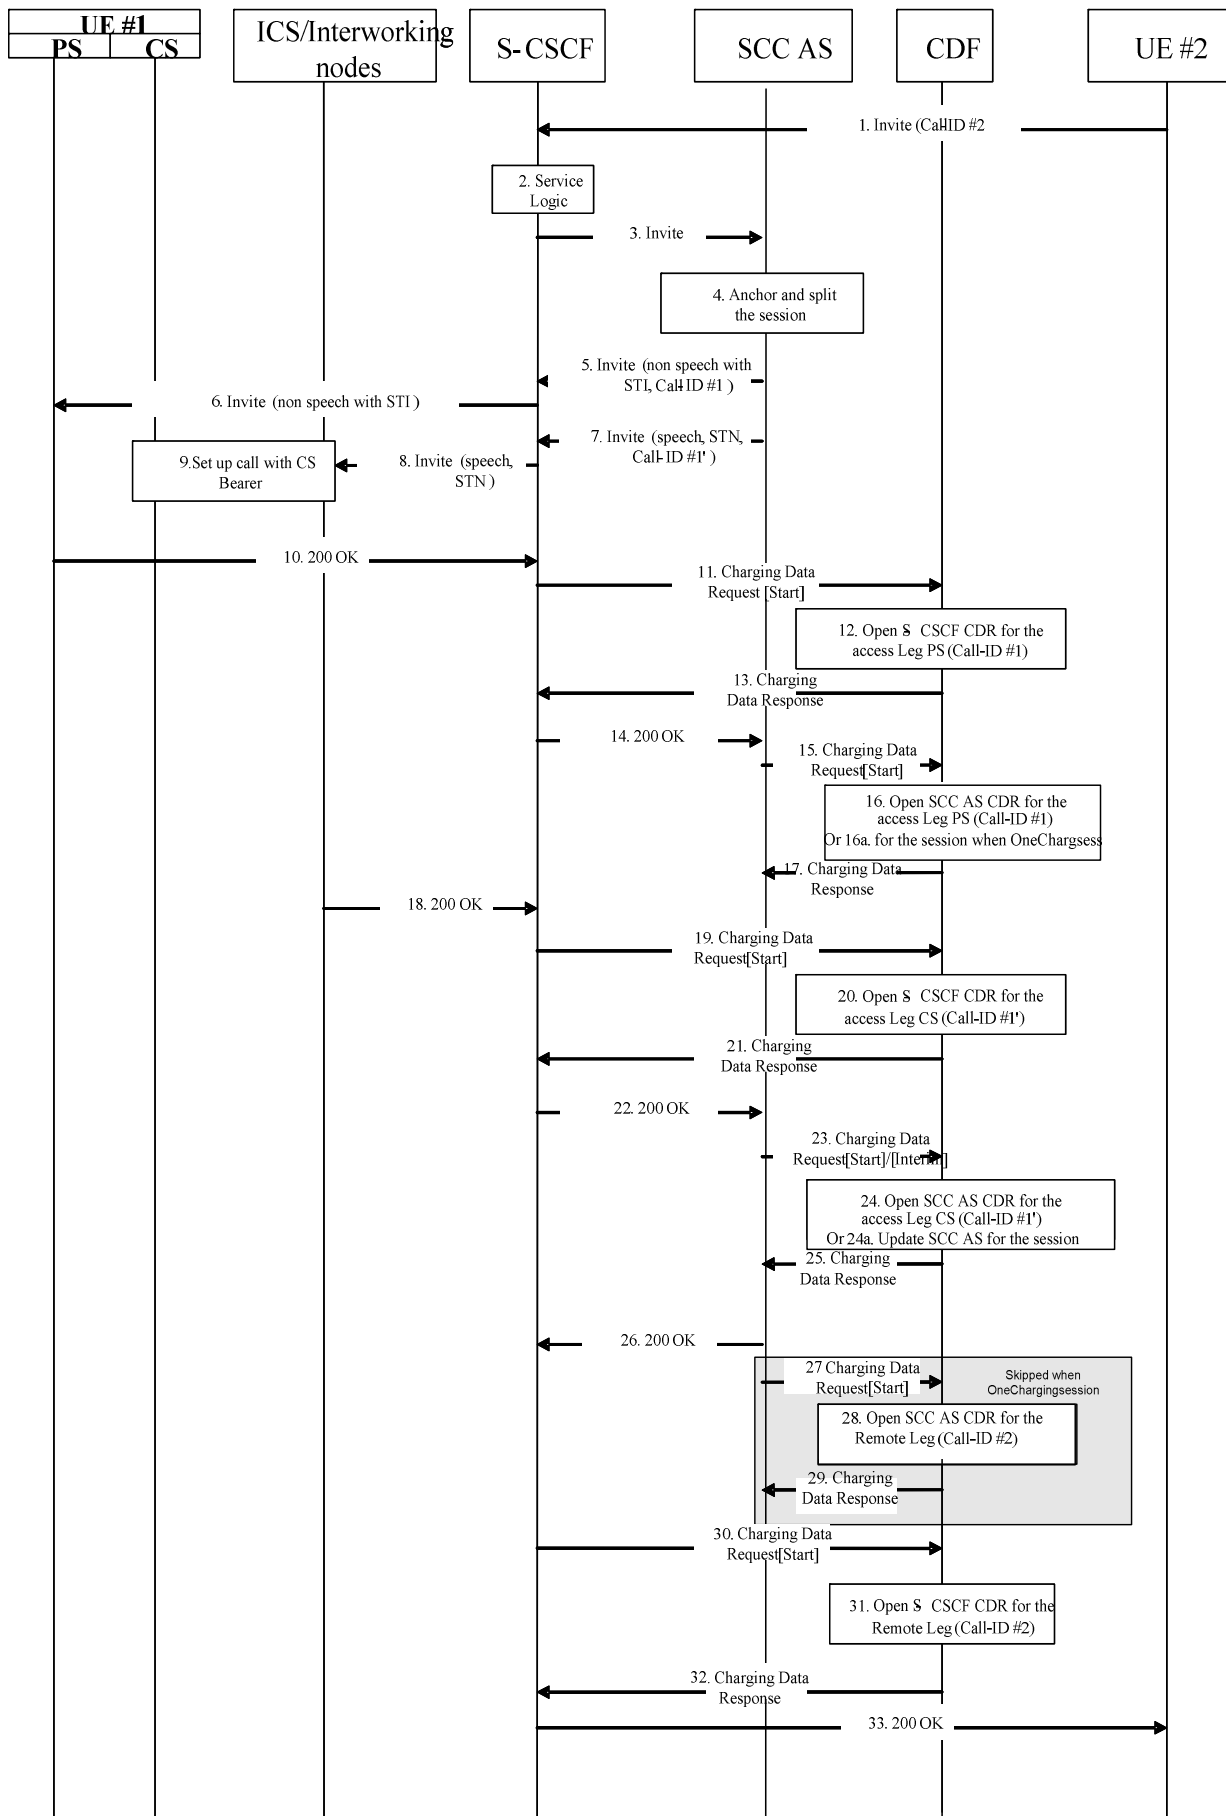 UE #1
PS CS
ICS/Interworking
nodes
S-CSCF
SCC AS
CDF
UE #2
1. Invite (Call-ID #2
2. Service
Logic
3. Invite
4. Anchor and split
the session
5. Invite (non speech with
STI, Call-ID #1 )
6. Invite (non speech with STI )
7. Invite (speech, STN,
Call-ID #1' )
8. Invite (speech,
STN )
9.Set up call with CS
Bearer
10. 200 OK
11. Charging Data
Request [Start]
12. Open S CSCF CDR for the
access Leg PS (Call-ID #1)
13. Charging
Data Response
14. 200 OK
15. Charging Data
Request[Start]
16. Open SCC AS CDR for the
access Leg PS (Call-ID #1)
Or 16a. for the session when OneChargsess
17. Charging Data
Response
18. 200 OK
19. Charging Data
Request[Start]
20. Open S CSCF CDR for the
access Leg CS (Call-ID #1')
21. Charging
Data Response
22. 200 OK
23. Charging Data
Request[Start]/[Interim]
24. Open SCC AS CDR for the
access Leg CS (Call-ID #1')
Or 24a. Update SCC AS for the session
25. Charging
Data Response
26. 200 OK
27 Charging Data
Request[Start]
Skipped when
OneChargingsession
28. Open SCC AS CDR for the
Remote Leg (Call-ID #2)
29. Charging
Data Response
30. Charging Data
Request[Start]
31. Open S CSCF CDR for the
Remote Leg (Call-ID #2)
32. Charging Data
Response
33. 200 OK